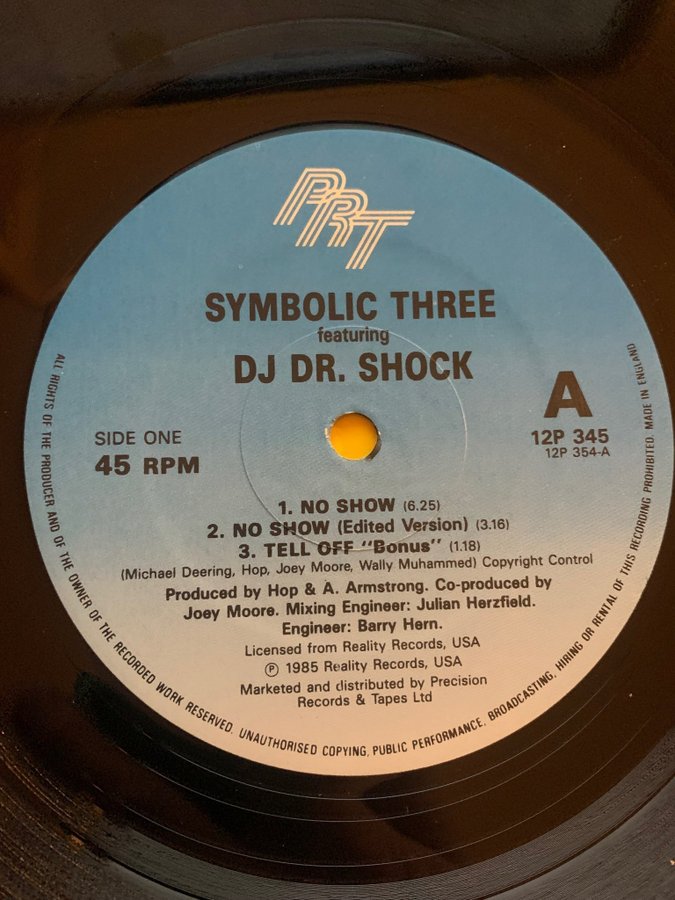 PRT
SYMBOLIC THREE
featuring
DJ DR. SHOCK
A
SIDE ONE
45 RPM
12P 345
12P 354-A
1. NO SHOW (6.25)
2. NO SHOW (Edited Version) (3.16)
3. TELL OFF "Bonus" (1.18)
(Michael Deering, Hop, Joey Moore, Wally Muhammed) Copyright Control
Produced by Hop & A. Armstrong. Co-produced by
Joey Moore. Mixing Engineer: Julian Herzfield.
Engineer: Barry Hern.
Licensed from Reality Records, USA
℗ 1985 Reality Records, USA
Marketed and distributed by Precision
Records & Tapes Ltd
ALL RIGHTS OF THE PRODUCER AND OF THE OWNER OF THE RECORDED WORK RESERVED. UNAUTHORISED COPYING, PUBLIC PERFORMANCE, BROADCASTING, HIRING OR RENTAL OF THIS RECORDING PROHIBITED. MADE IN ENGLAND